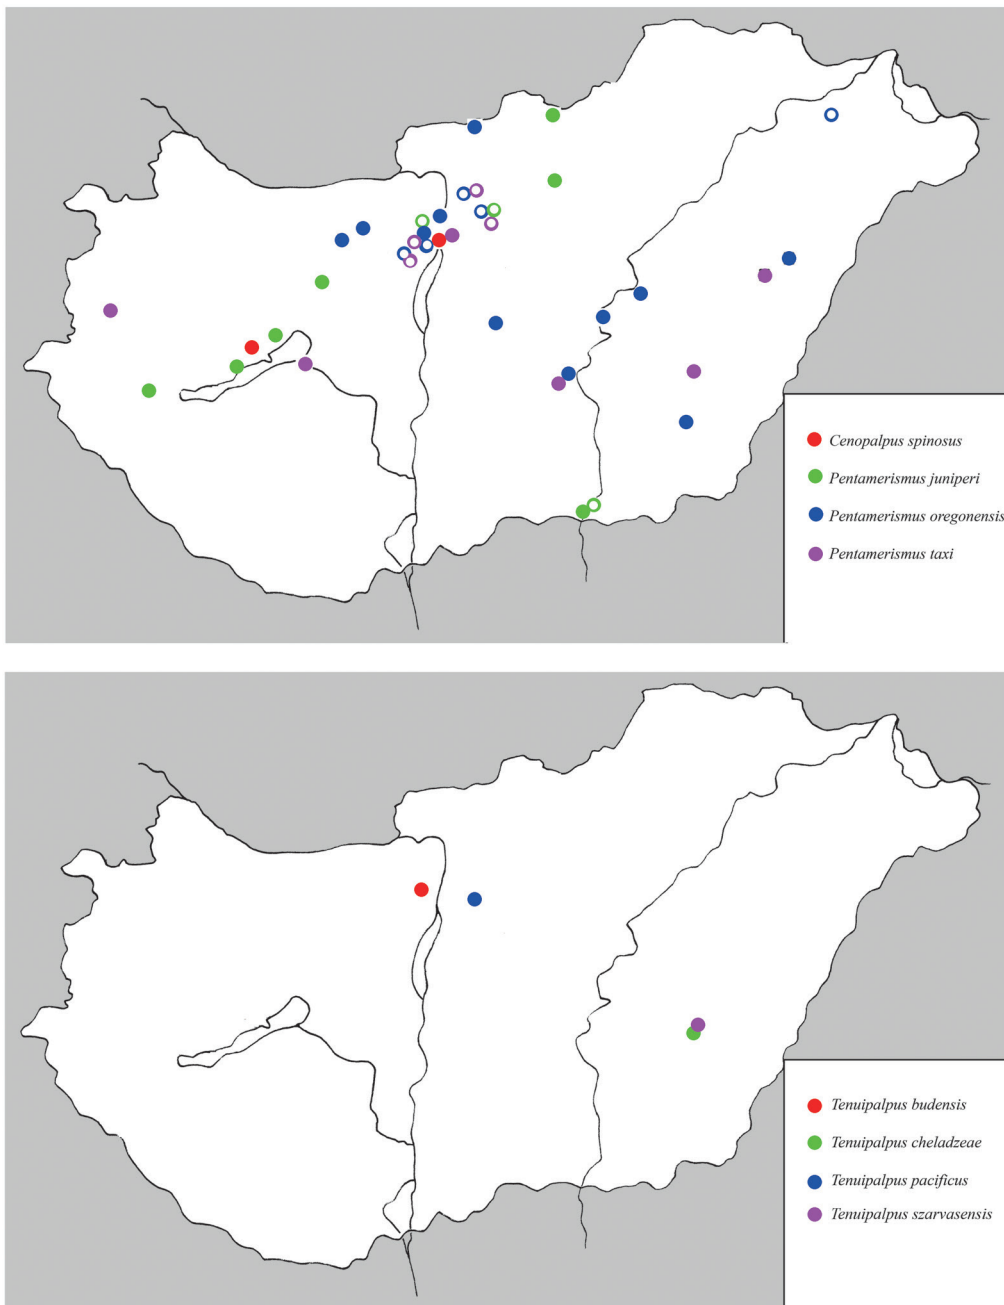 Cenopalpus spinosus
Pentamerismus juniperi
Pentamerismus oregonensis
Pentamerismus taxi
Tenuipalpus budensis
Tenuipalpus cheladzeae
Tenuipalpus pacificus
Tenuipalpus szarvasensis